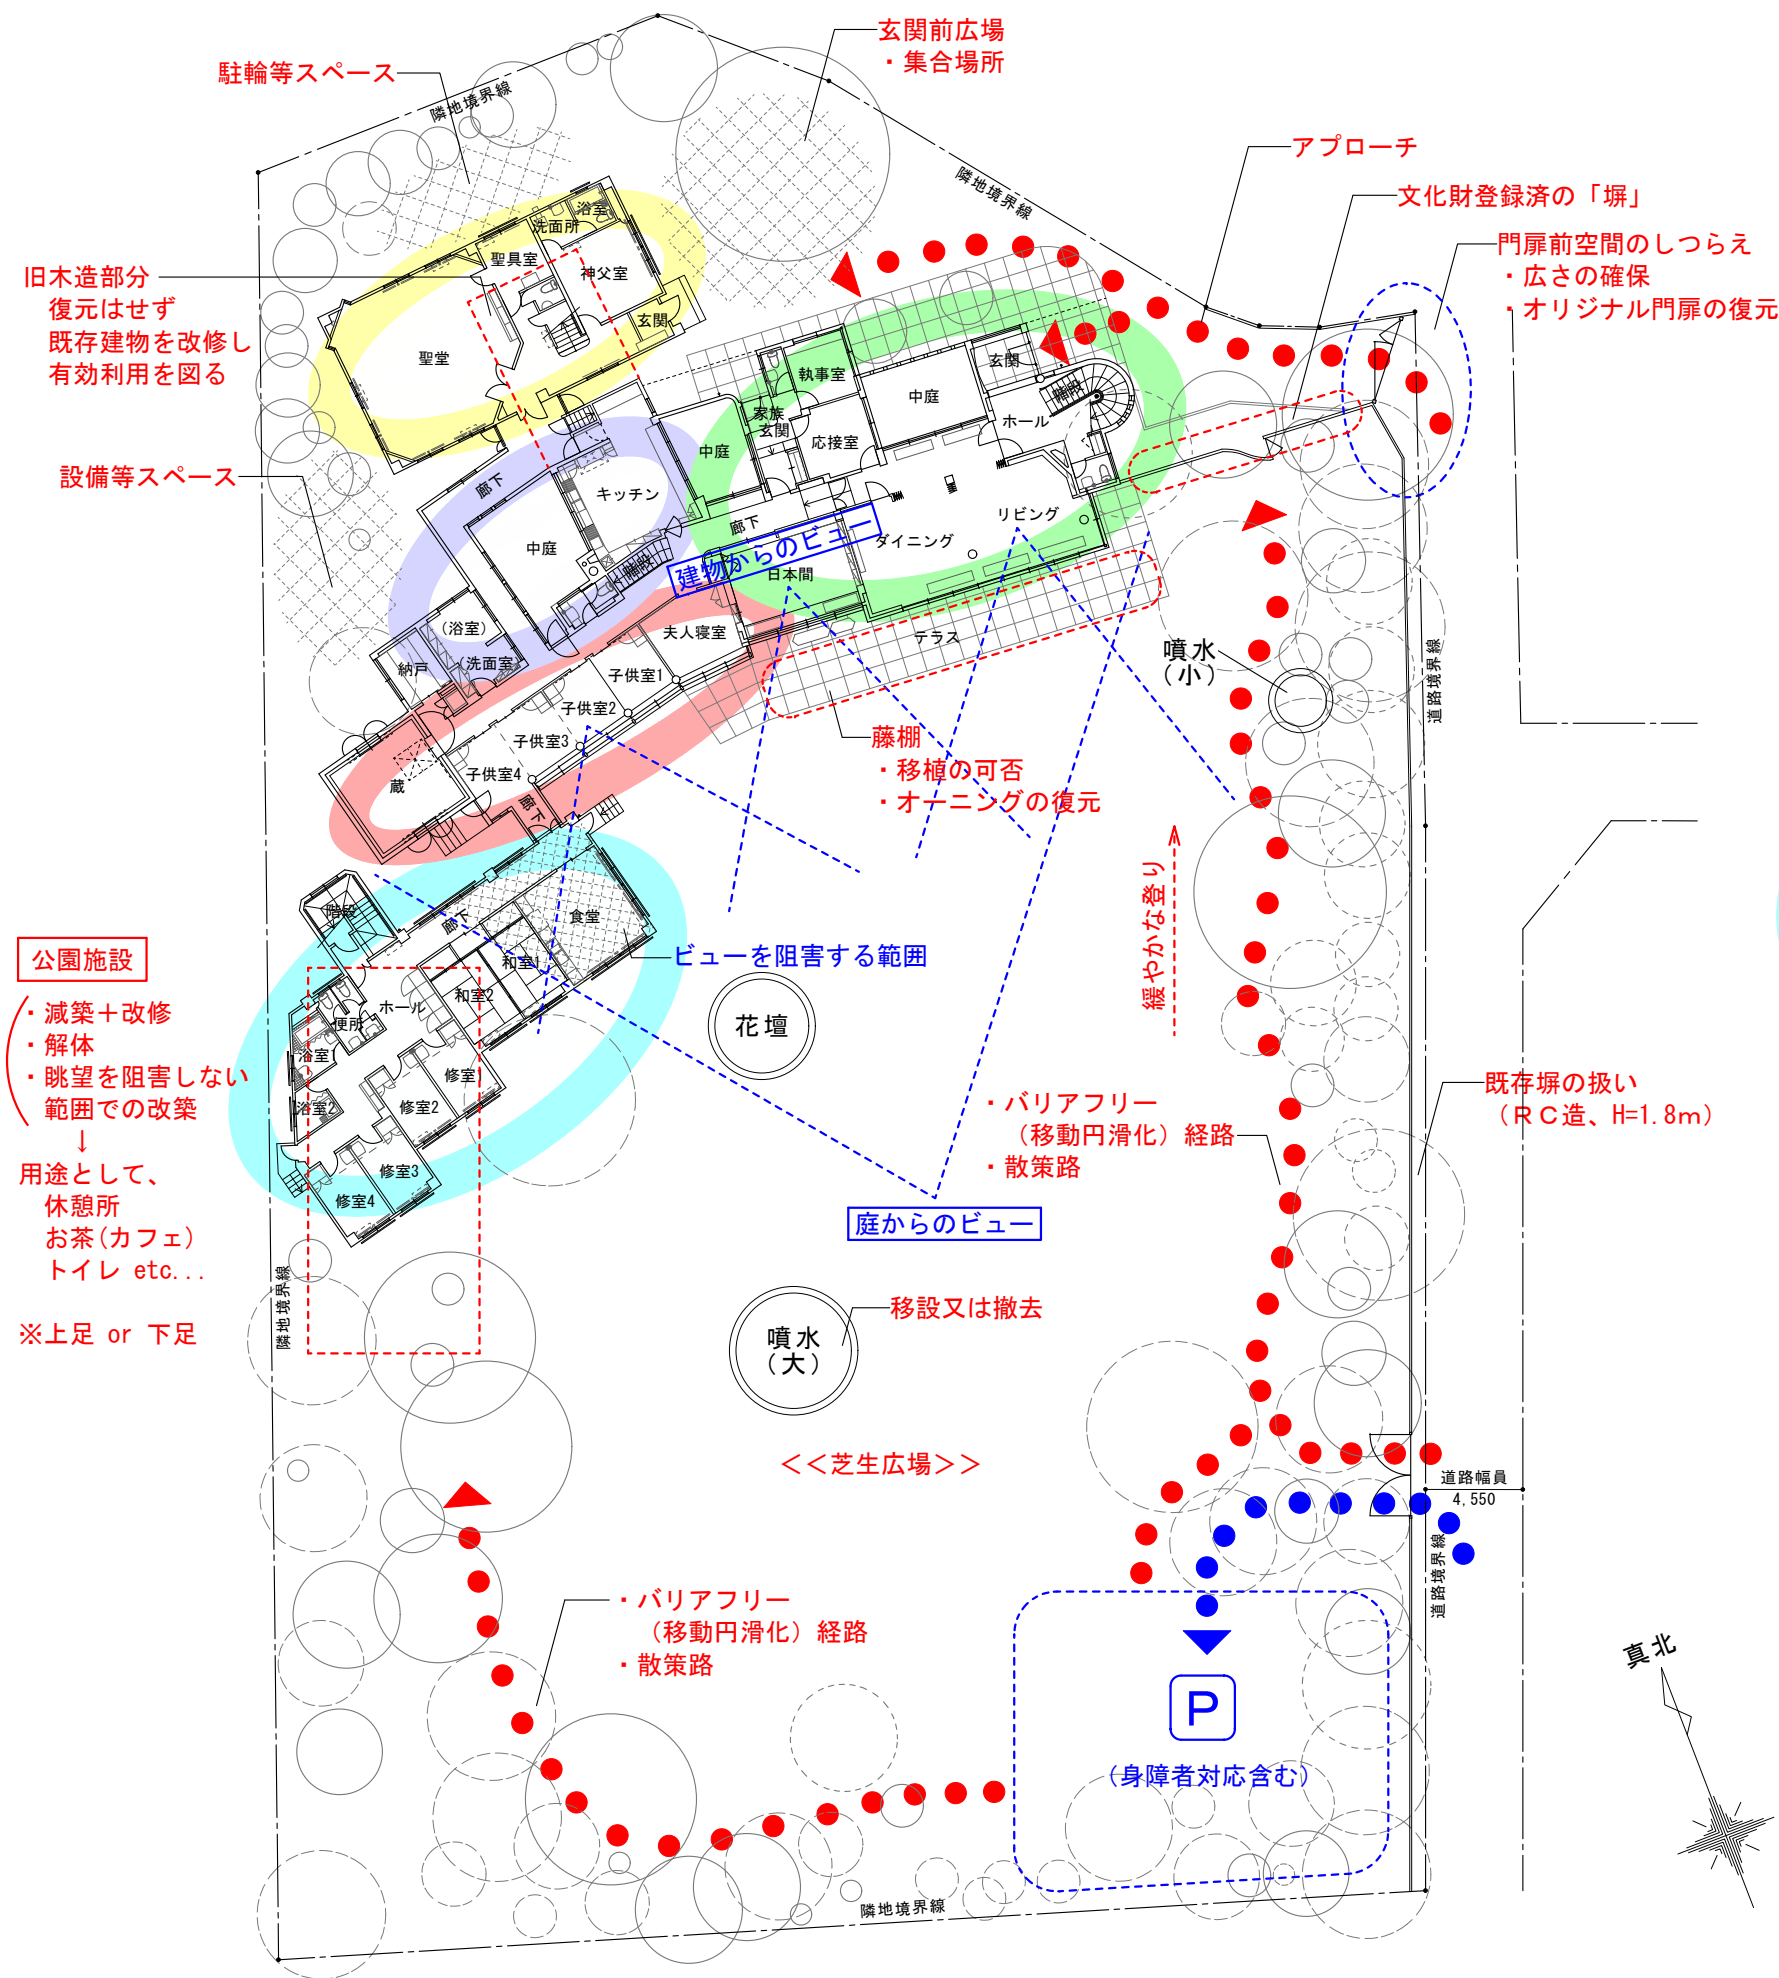 駐輪等スペース
隣地境界線
玄関前広場
・集合場所
アプローチ
隣地境界線
文化財登録済の「塀」
門扉前空間のしつらえ
・広さの確保
・オリジナル門扉の復元
旧木造部分
復元はせず
既存建物を改修し
有効利用を図る
設備等スペース
浴室
洗面所
聖具室
神父室
玄関
聖堂
執事室
玄関
中庭
階段
ホール
家族
玄関
応接室
中庭
キッチン
廊下
中庭
階段
廊下
リビング
ダイニング
建物からのビュー
日本間
テラス
(浴室)
(洗面室)
納戸
夫人寝室
子供室1
子供室2
子供室3
子供室4
蔵
廊下
噴水
(小)
道路境界線
藤棚
・移植の可否
・オーニングの復元
緩やかな登り
階段
廊下
食堂
和室1
和室2
ホール
便所
浴室1
浴室2
修室1
修室2
修室3
修室4
ビューを阻害する範囲
花壇
公園施設
・減築＋改修
・解体
・眺望を阻害しない
範囲での改築
↓
用途として、
休憩所
お茶(カフェ)
トイレ etc...
※上足 or 下足
隣地境界線
・バリアフリー
（移動円滑化）経路
・散策路
既存塀の扱い
（ＲＣ造、H=1.8m）
庭からのビュー
移設又は撤去
噴水
(大)
＜＜芝生広場＞＞
道路幅員
4,550
道路境界線
・バリアフリー
（移動円滑化）経路
・散策路
P
(身障者対応含む)
真北
隣地境界線